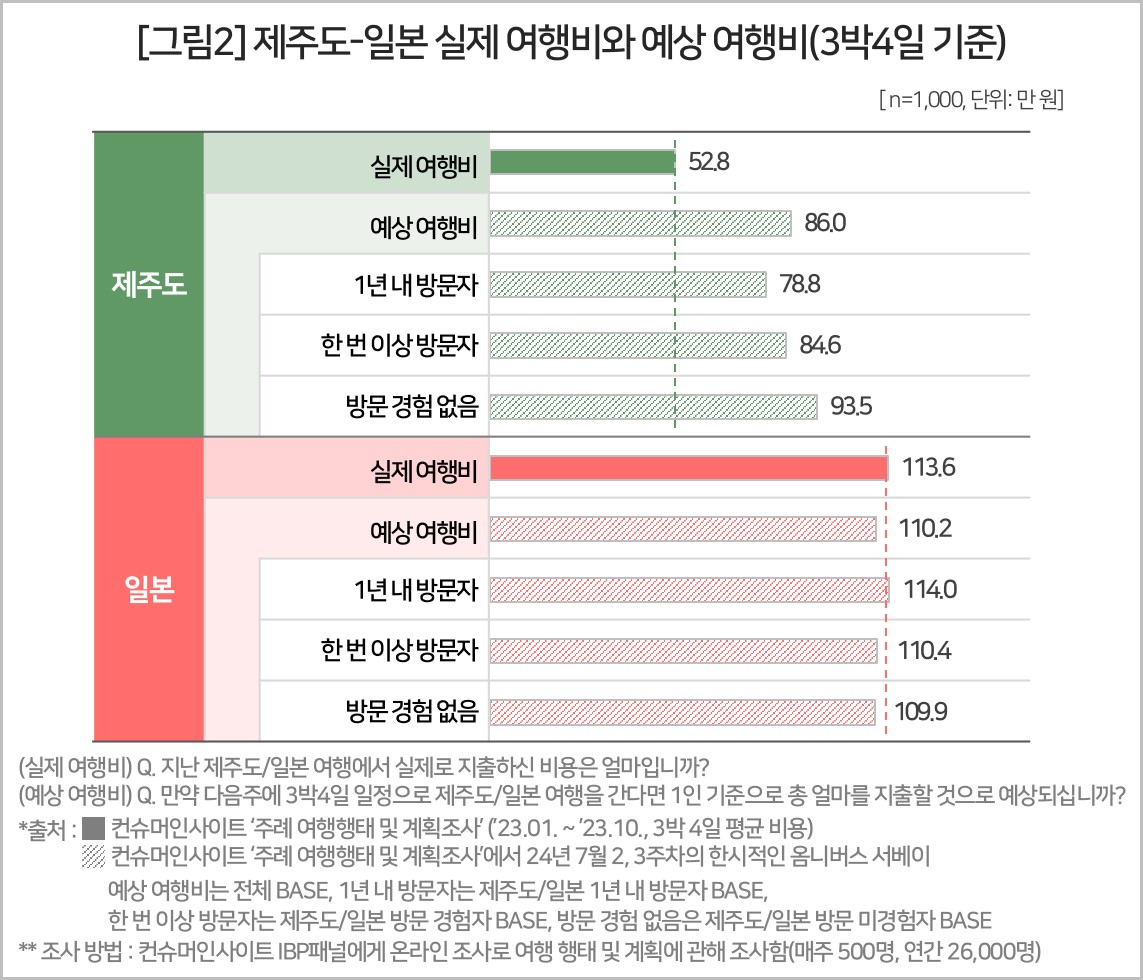 [그림2] 제주도-일본 실제 여행비와 예상 여행비(3박4일 기준)
[ n=1,000, 단위: 만 원]
제주도
실제 여행비 52.8
예상 여행비 86.0
1년 내 방문자 78.8
한 번 이상 방문자 84.6
방문 경험 없음 93.5
일본
실제 여행비 113.6
예상 여행비 110.2
1년 내 방문자 114.0
한 번 이상 방문자 110.4
방문 경험 없음 109.9
(실제 여행비) Q. 지난 제주도/일본 여행에서 실제로 지출하신 비용은 얼마입니까?
(예상 여행비) Q. 만약 다음주에 3박4일 일정으로 제주도/일본 여행을 간다면 1인 기준으로 총 얼마를 지출할 것으로 예상되십니까?
*출처 : 컨슈머인사이트 ‘주례 여행행태 및 계획조사’ (’23.01. ~ ’23.10., 3박 4일 평균 비용)
컨슈머인사이트 ‘주례 여행행태 및 계획조사’에서 24년 7월 2, 3주차의 한시적인 옴니버스 서베이
예상 여행비는 전체 BASE, 1년 내 방문자는 제주도/일본 1년 내 방문자 BASE,
한 번 이상 방문자는 제주도/일본 방문 경험자 BASE, 방문 경험 없음은 제주도/일본 방문 미경험자 BASE
** 조사 방법 : 컨슈머인사이트 IBP패널에게 온라인 조사로 여행 행태 및 계획에 관해 조사함(매주 500명, 연간 26,000명)